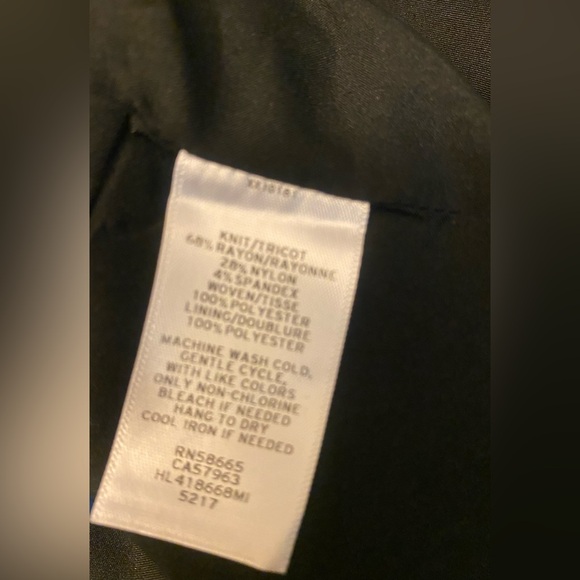 KNIT/TRICOT
68% RAYON/RAYONNE
28% NYLON
4% SPANDEX
WOVEN/TISSE
100% POLYESTER
LINING/DOUBLURE
100% POLYESTER
MACHINE WASH COLD,
GENTLE CYCLE,
WITH LIKE COLORS
ONLY NON-CHLORINE
BLEACH IF NEEDED
HANG TO DRY
COOL IRON IF NEEDED
RN58665
CA57963
HL418668MI
5217